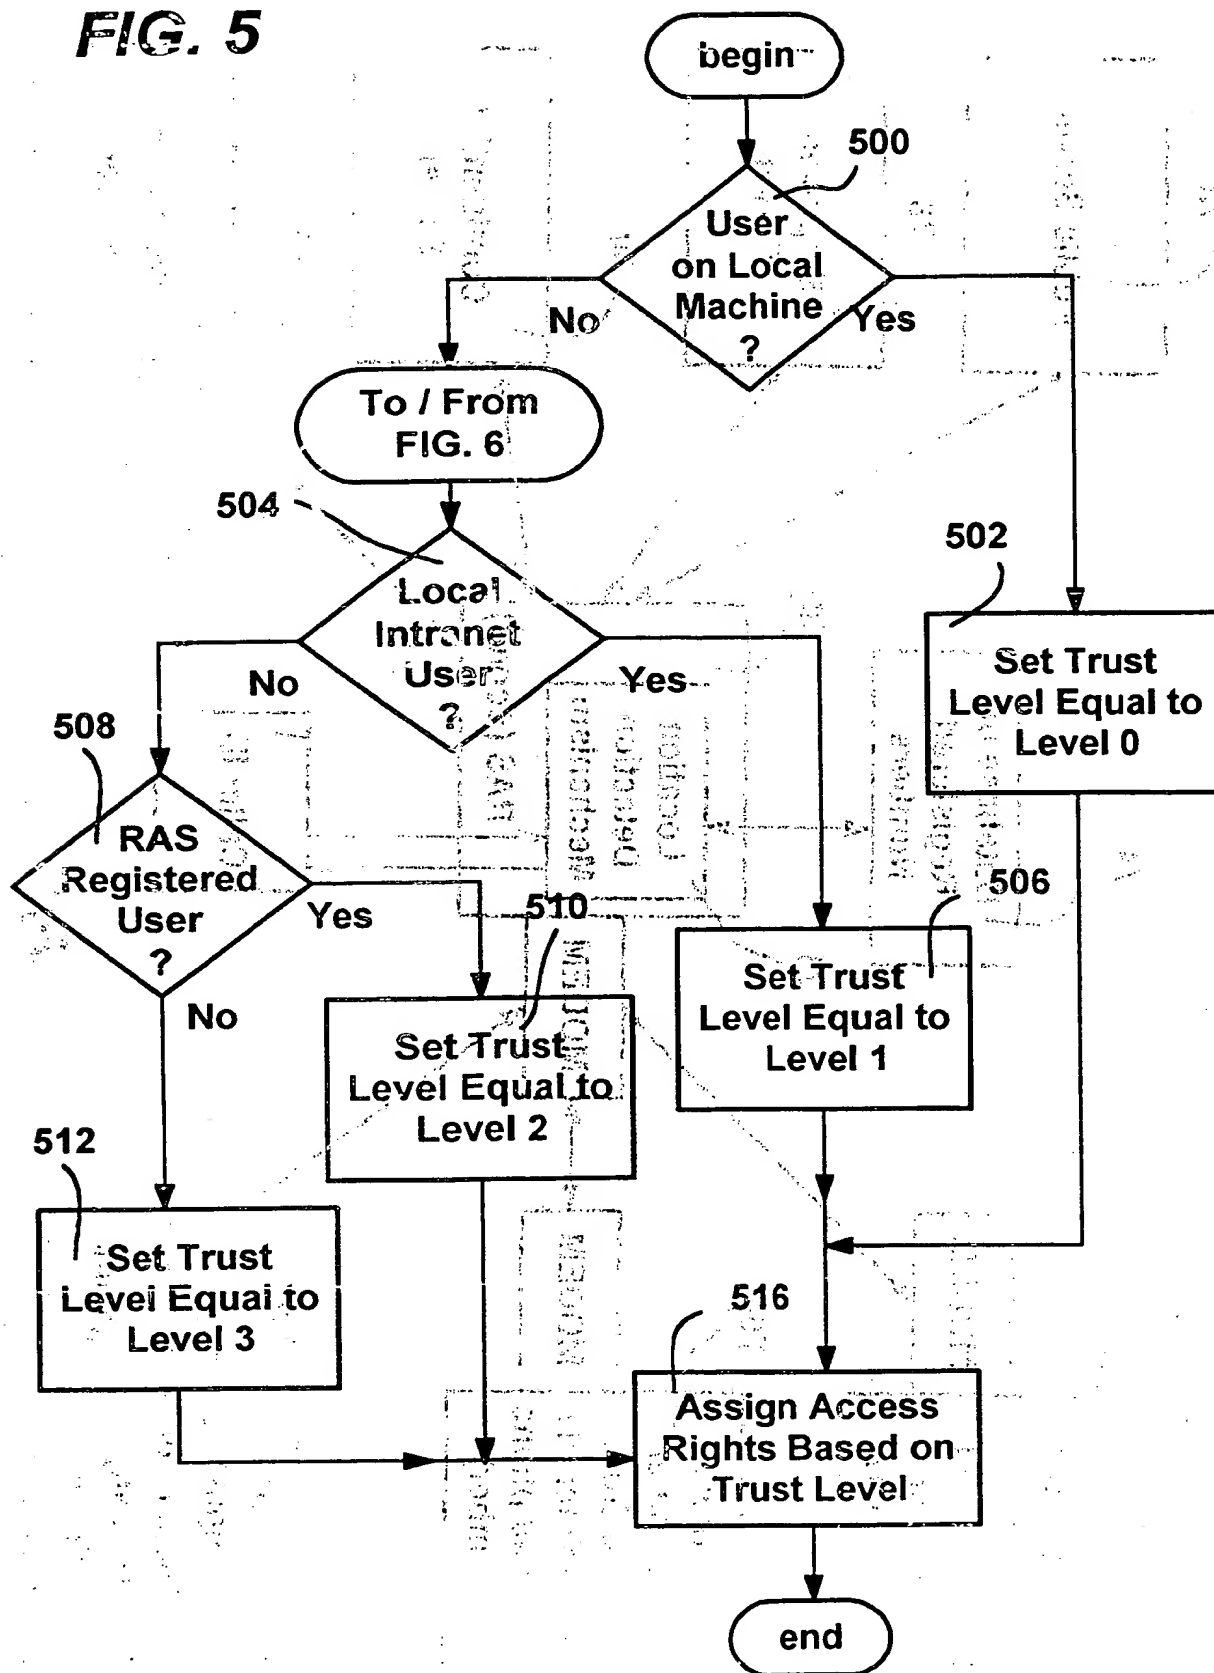 FIG. 5
begin
500
User
on Local
Machine
?
No
Yes
To / From
FIG. 6
504
Local
Intranet
User
?
No
Yes
502
Set Trust
Level Equal to
Level 0
508
RAS
Registered
User
?
Yes
No
506
Set Trust
Level Equal to
Level 1
510
Set Trust
Level Equal to
Level 2
512
Set Trust
Level Equal to
Level 3
516
Assign Access
Rights Based on
Trust Level
end